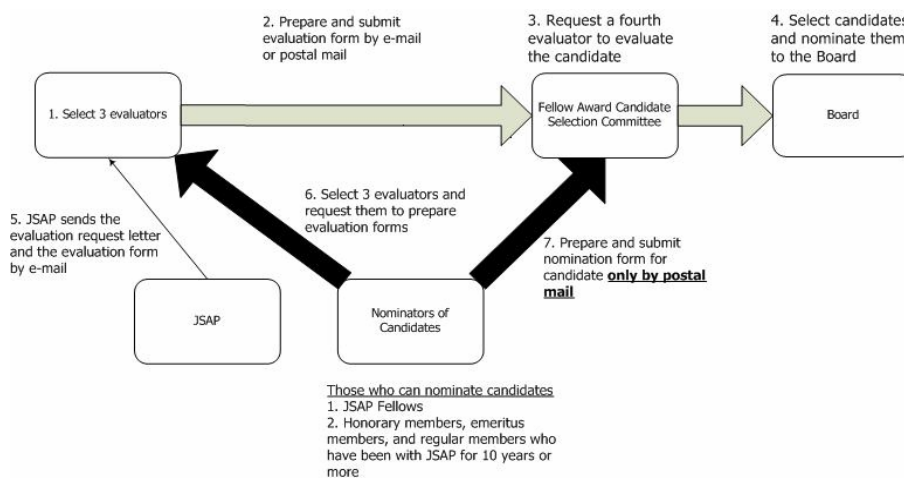 2. Prepare and submit
evaluation form by e-mail
or postal mail
3. Request a fourth
evaluator to evaluate
the candidate
4. Select candidates
and nominate them
to the Board
1. Select 3 evaluators
Fellow Award Candidate
Selection Committee
Board
5. JSAP sends the
evaluation request letter
and the evaluation form
by e-mail
6. Select 3 evaluators and
request them to prepare
evaluation forms
7. Prepare and submit
nomination form for
candidate only by postal
mail
JSAP
Nominators of
Candidates
Those who can nominate candidates
1. JSAP Fellows
2. Honorary members, emeritus
members, and regular members who
have been with JSAP for 10 years or
more